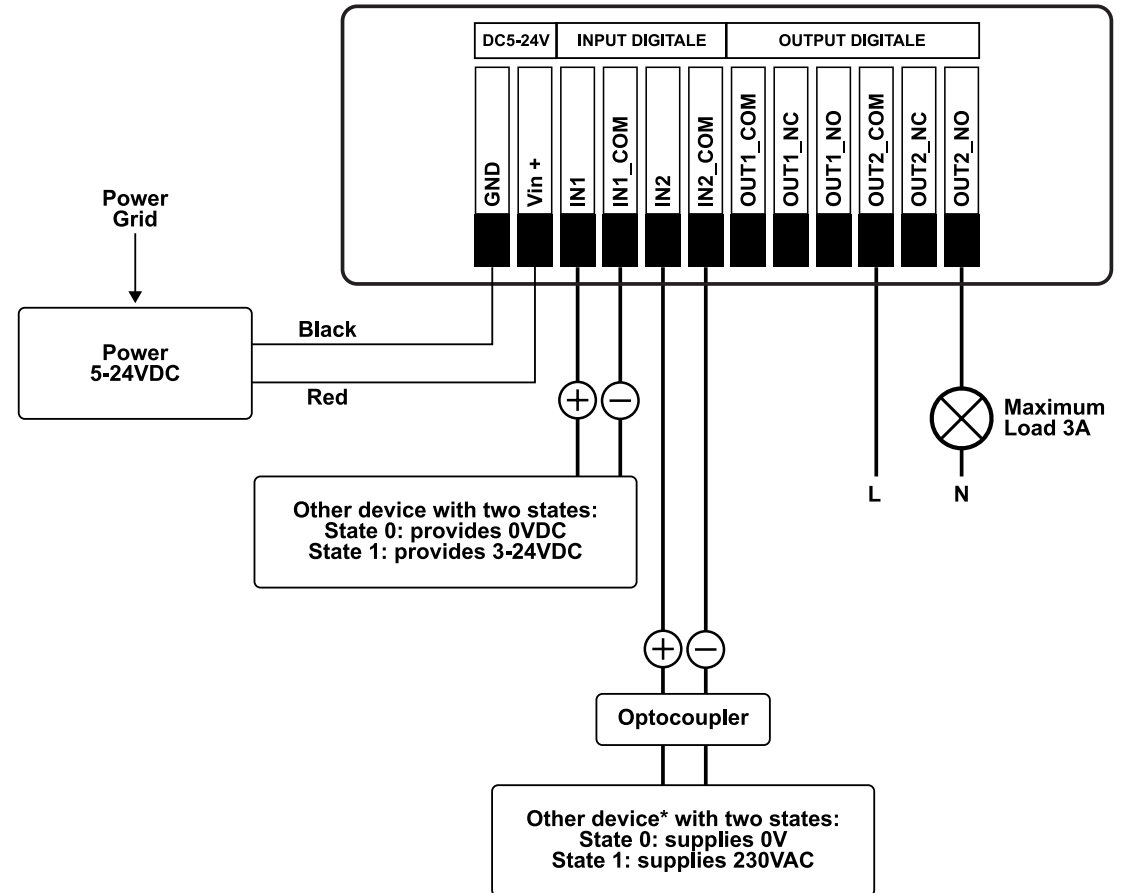 DC5-24V
INPUT DIGITALE
OUTPUT DIGITALE
GND
Vin +
IN1
IN1_COM
IN2
IN2_COM
OUT1_COM
OUT1_NC
OUT1_NO
OUT2_COM
OUT2_NC
OUT2_NO
Power
Grid
Power
5-24VDC
Black
Red
+
−
Maximum
Load 3A
L
N
Other device with two states:
State 0: provides 0VDC
State 1: provides 3-24VDC
+
−
Optocoupler
Other device* with two states:
State 0: supplies 0V
State 1: supplies 230VAC